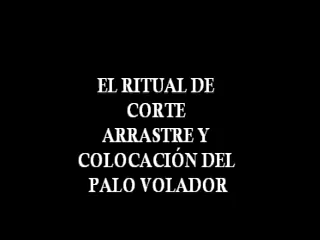 EL RITUAL DE
CORTE
ARRASTRE Y
COLOCACIÓN DEL
PALO VOLADOR